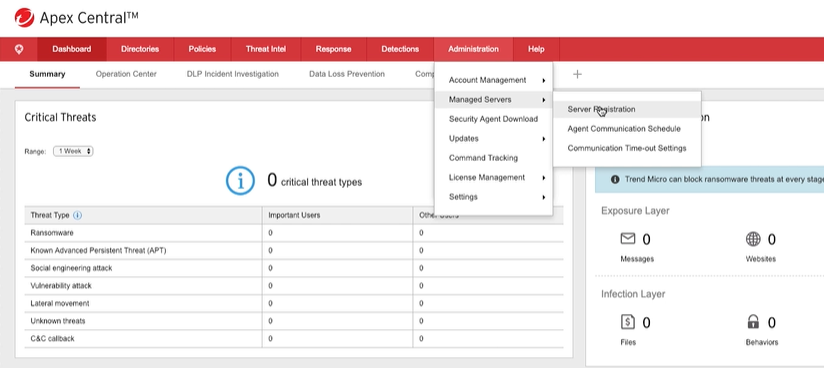 Apex Central™
Dashboard Directories Policies Threat Intel Response Detections Administration Help
Summary Operation Center DLP Incident Investigation Data Loss Prevention
Account Management
Managed Servers
Security Agent Download
Updates
Command Tracking
License Management
Settings
Server Registration
Agent Communication Schedule
Communication Time-out Settings
Critical Threats
Range: 1 Week
0 critical threat types
Threat Type Important Users Other Users
Ransomware 0 0
Known Advanced Persistent Threat (APT) 0 0
Social engineering attack 0 0
Vulnerability attack 0 0
Lateral movement 0 0
Unknown threats 0 0
C&C callback 0 0
Trend Micro can block ransomware threats at every stage
Exposure Layer
0 0
Messages Websites
Infection Layer
0 0
Files Behaviors